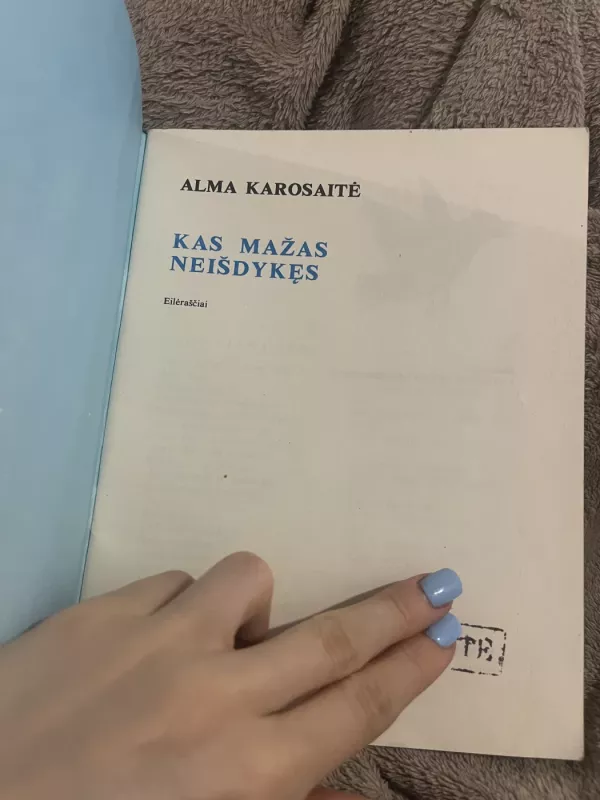 ALMA KAROSAITĖ
KAS MAŽAS
NEIŠDYKĘS
Eilėraščiai